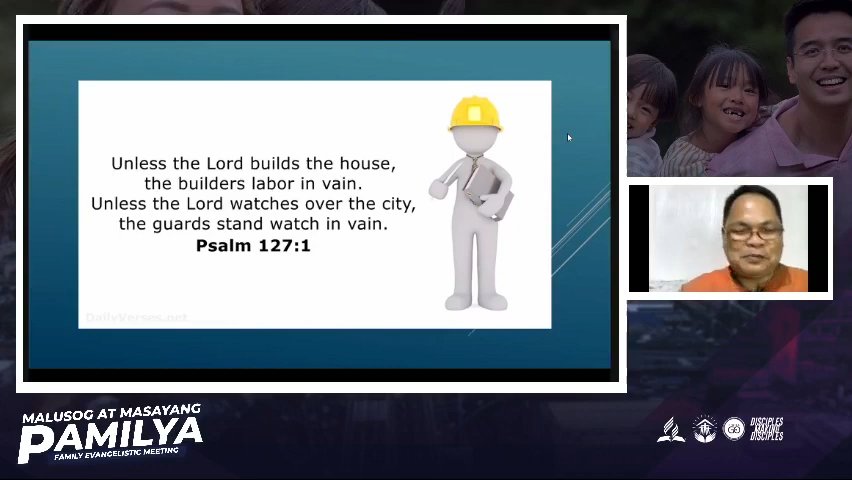 Unless the Lord builds the house,
the builders labor in vain.
Unless the Lord watches over the city,
the guards stand watch in vain.
Psalm 127:1
DailyVerses.net
MALUSOG AT MASAYANG
PAMILYA
FAMILY EVANGELISTIC MEETING
DISCIPLES
MAKING
DISCIPLES